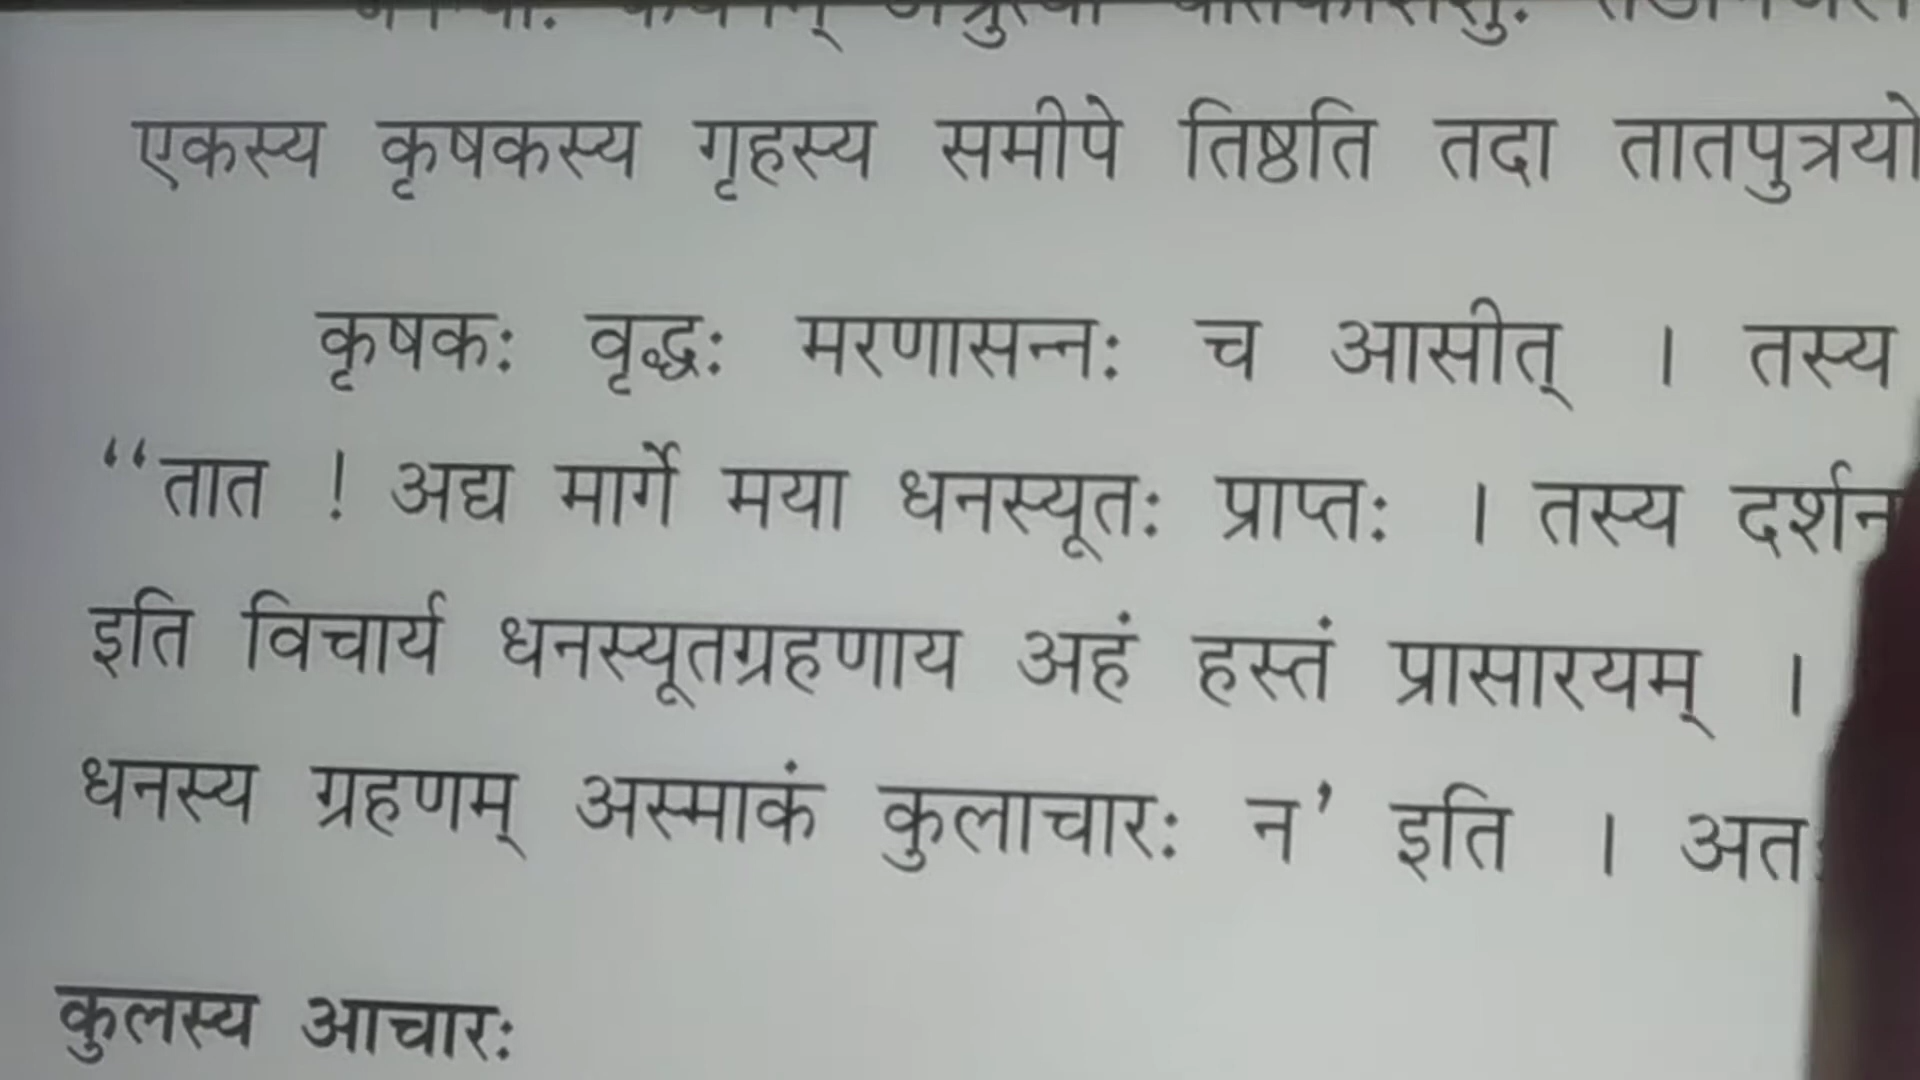 एकस्य कृषकस्य गृहस्य समीपे तिष्ठति तदा तातपुत्रयो
कृषकः वृद्धः मरणासन्नः च आसीत् । तस्य
“तात ! अद्य मार्गे मया धनस्यूतः प्राप्तः । तस्य दर्शन
इति विचार्य धनस्यूतग्रहणाय अहं हस्तं प्रासारयम् ।
धनस्य ग्रहणम् अस्माकं कुलाचारः न’ इति । अतः
कुलस्य आचारः